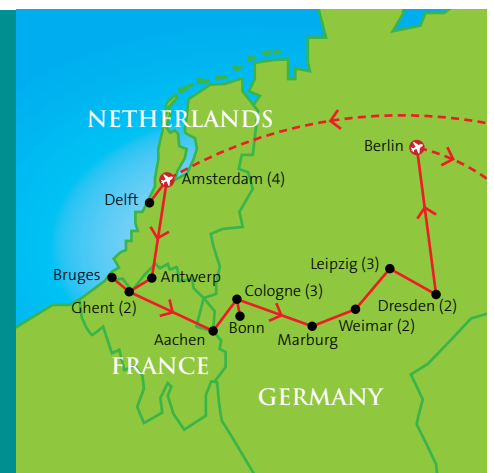 NETHERLANDS
Berlin
Amsterdam (4)
Delft
Bruges
Antwerp
Ghent (2)
Leipzig (3)
Cologne (3)
Dresden (2)
Bonn
Weimar (2)
Aachen
Marburg
FRANCE
GERMANY